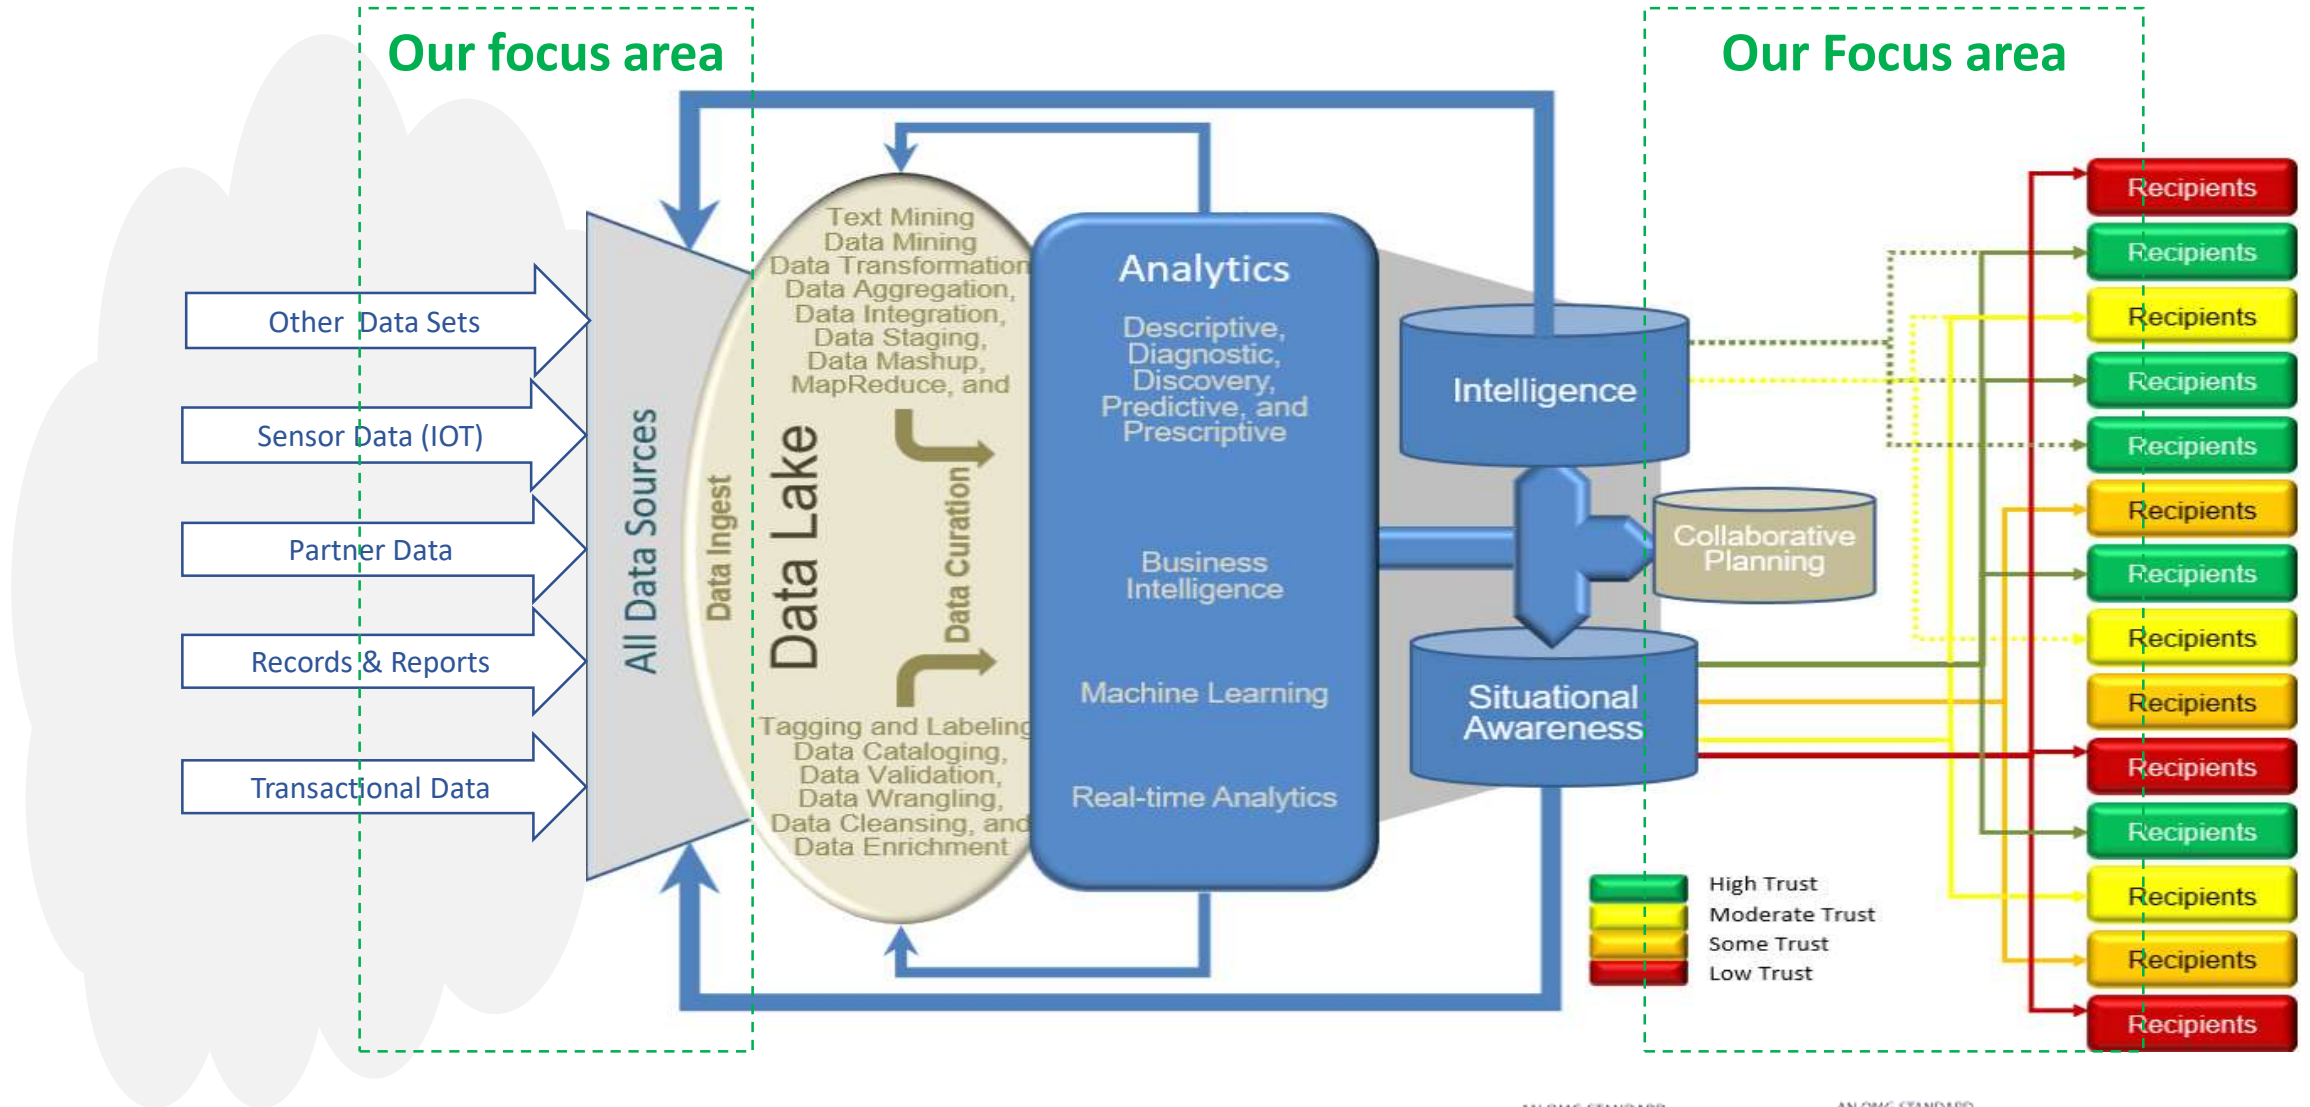 Our focus area
Our Focus area
Other  Data Sets
Sensor Data (IOT)
Partner Data
Records & Reports
Transactional Data
All Data Sources
Data Ingest
Data Lake
Text Mining
Data Mining
Data Transformation
Data Aggregation,
Data Integration,
Data Staging,
Data Mashup,
MapReduce, and
Data Curation
Tagging and Labeling
Data Cataloging,
Data Validation,
Data Wrangling,
Data Cleansing, and
Data Enrichment
Analytics
Descriptive,
Diagnostic,
Discovery,
Predictive, and
Prescriptive
Business
Intelligence
Machine Learning
Real-time Analytics
Intelligence
Collaborative
Planning
Situational
Awareness
High Trust
Moderate Trust
Some Trust
Low Trust
Recipients
Recipients
Recipients
Recipients
Recipients
Recipients
Recipients
Recipients
Recipients
Recipients
Recipients
Recipients
Recipients
Recipients